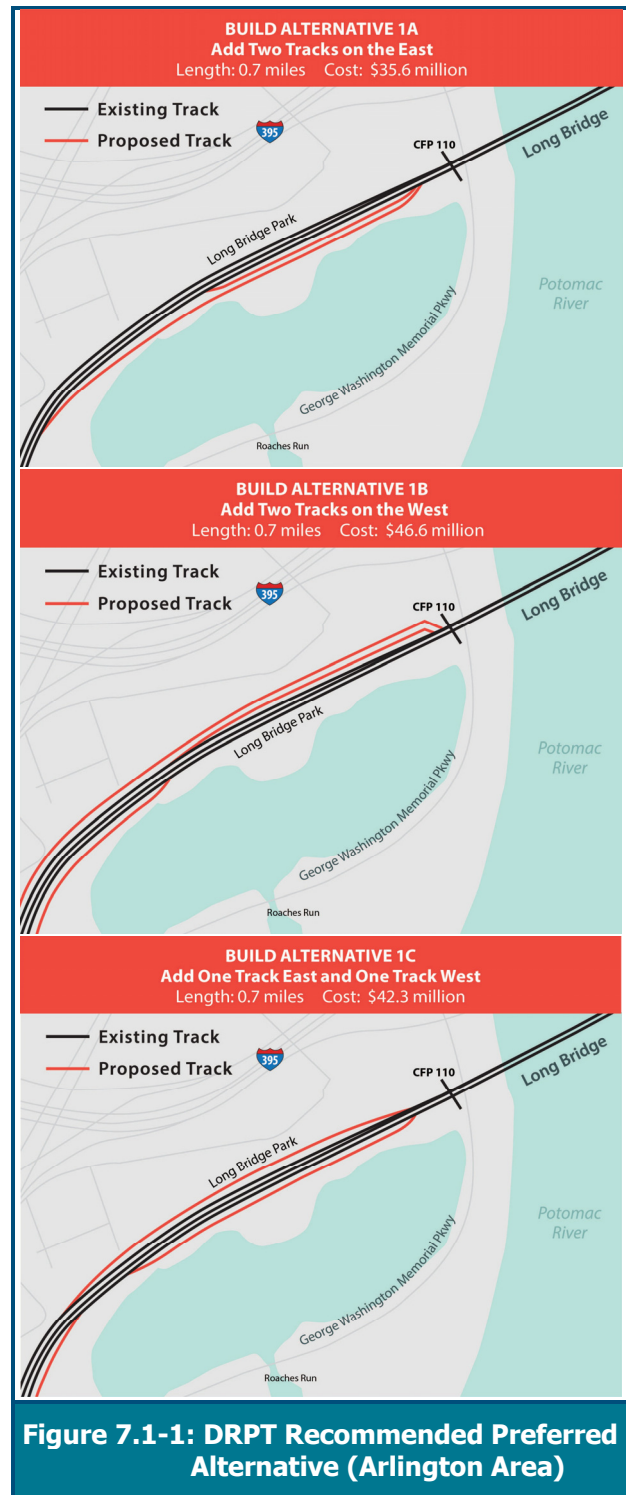 BUILD ALTERNATIVE 1A
Add Two Tracks on the East
Length: 0.7 miles Cost: $35.6 million
Existing Track
Proposed Track
395
CFP 110
Long Bridge
Long Bridge Park
Potomac
River
George Washington Memorial Pkwy
Roaches Run
BUILD ALTERNATIVE 1B
Add Two Tracks on the West
Length: 0.7 miles Cost: $46.6 million
Existing Track
Proposed Track
395
CFP 110
Long Bridge
Long Bridge Park
Potomac
River
George Washington Memorial Pkwy
Roaches Run
BUILD ALTERNATIVE 1C
Add One Track East and One Track West
Length: 0.7 miles Cost: $42.3 million
Existing Track
Proposed Track
395
CFP 110
Long Bridge
Long Bridge Park
Potomac
River
George Washington Memorial Pkwy
Roaches Run
Figure 7.1-1: DRPT Recommended Preferred
Alternative (Arlington Area)